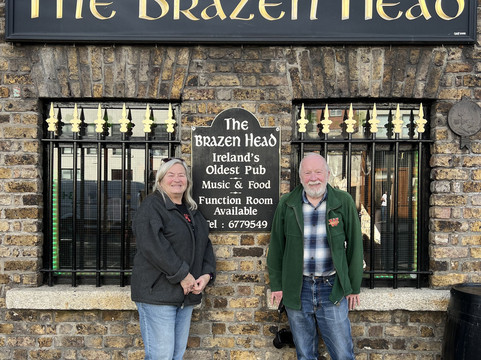 The Brazen Head
The
Brazen Head
Ireland's
Oldest Pub
Music & Food
Function Room
Available
Tel : 6779549